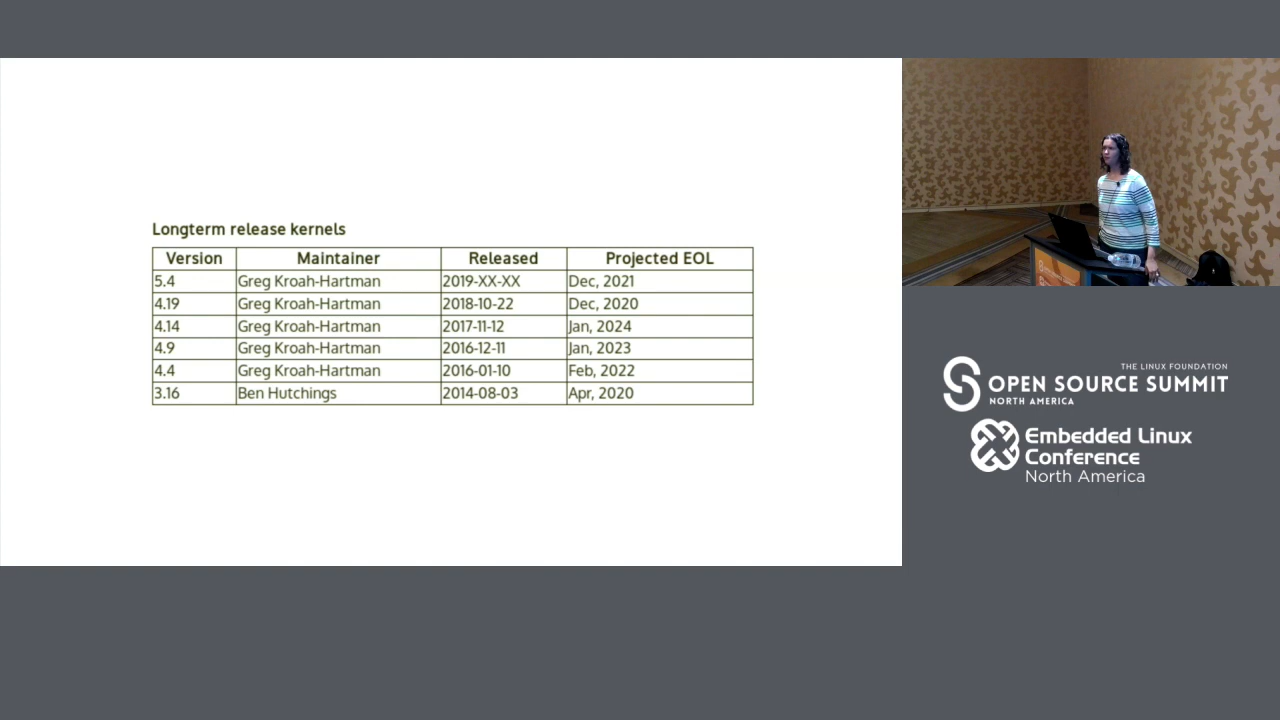 Longterm release kernels
Version Maintainer Released Projected EOL
5.4 Greg Kroah-Hartman 2019-XX-XX Dec, 2021
4.19 Greg Kroah-Hartman 2018-10-22 Dec, 2020
4.14 Greg Kroah-Hartman 2017-11-12 Jan, 2024
4.9 Greg Kroah-Hartman 2016-12-11 Jan, 2023
4.4 Greg Kroah-Hartman 2016-01-10 Feb, 2022
3.16 Ben Hutchings 2014-08-03 Apr, 2020
THE LINUX FOUNDATION
OPEN SOURCE SUMMIT
NORTH AMERICA
Embedded Linux
Conference
North America